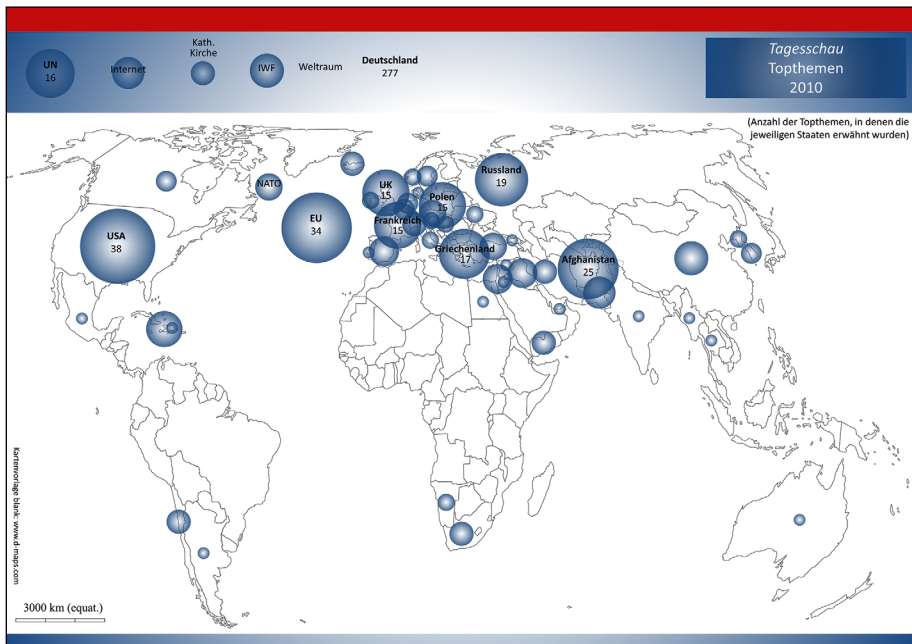 UN
16
Internet
Kath.
Kirche
IWF
Weltraum
Deutschland
277
Tagesschau
Topthemen
2010
(Anzahl der Topthemen, in denen die
jeweiligen Staaten erwähnt wurden)
NATO
UK
15
Russland
19
Polen
15
EU
34
Frankreich
15
USA
38
Griechenland
17
Afghanistan
25
Kartenvorlage blank: www.d-maps.com
3000 km (equat.)